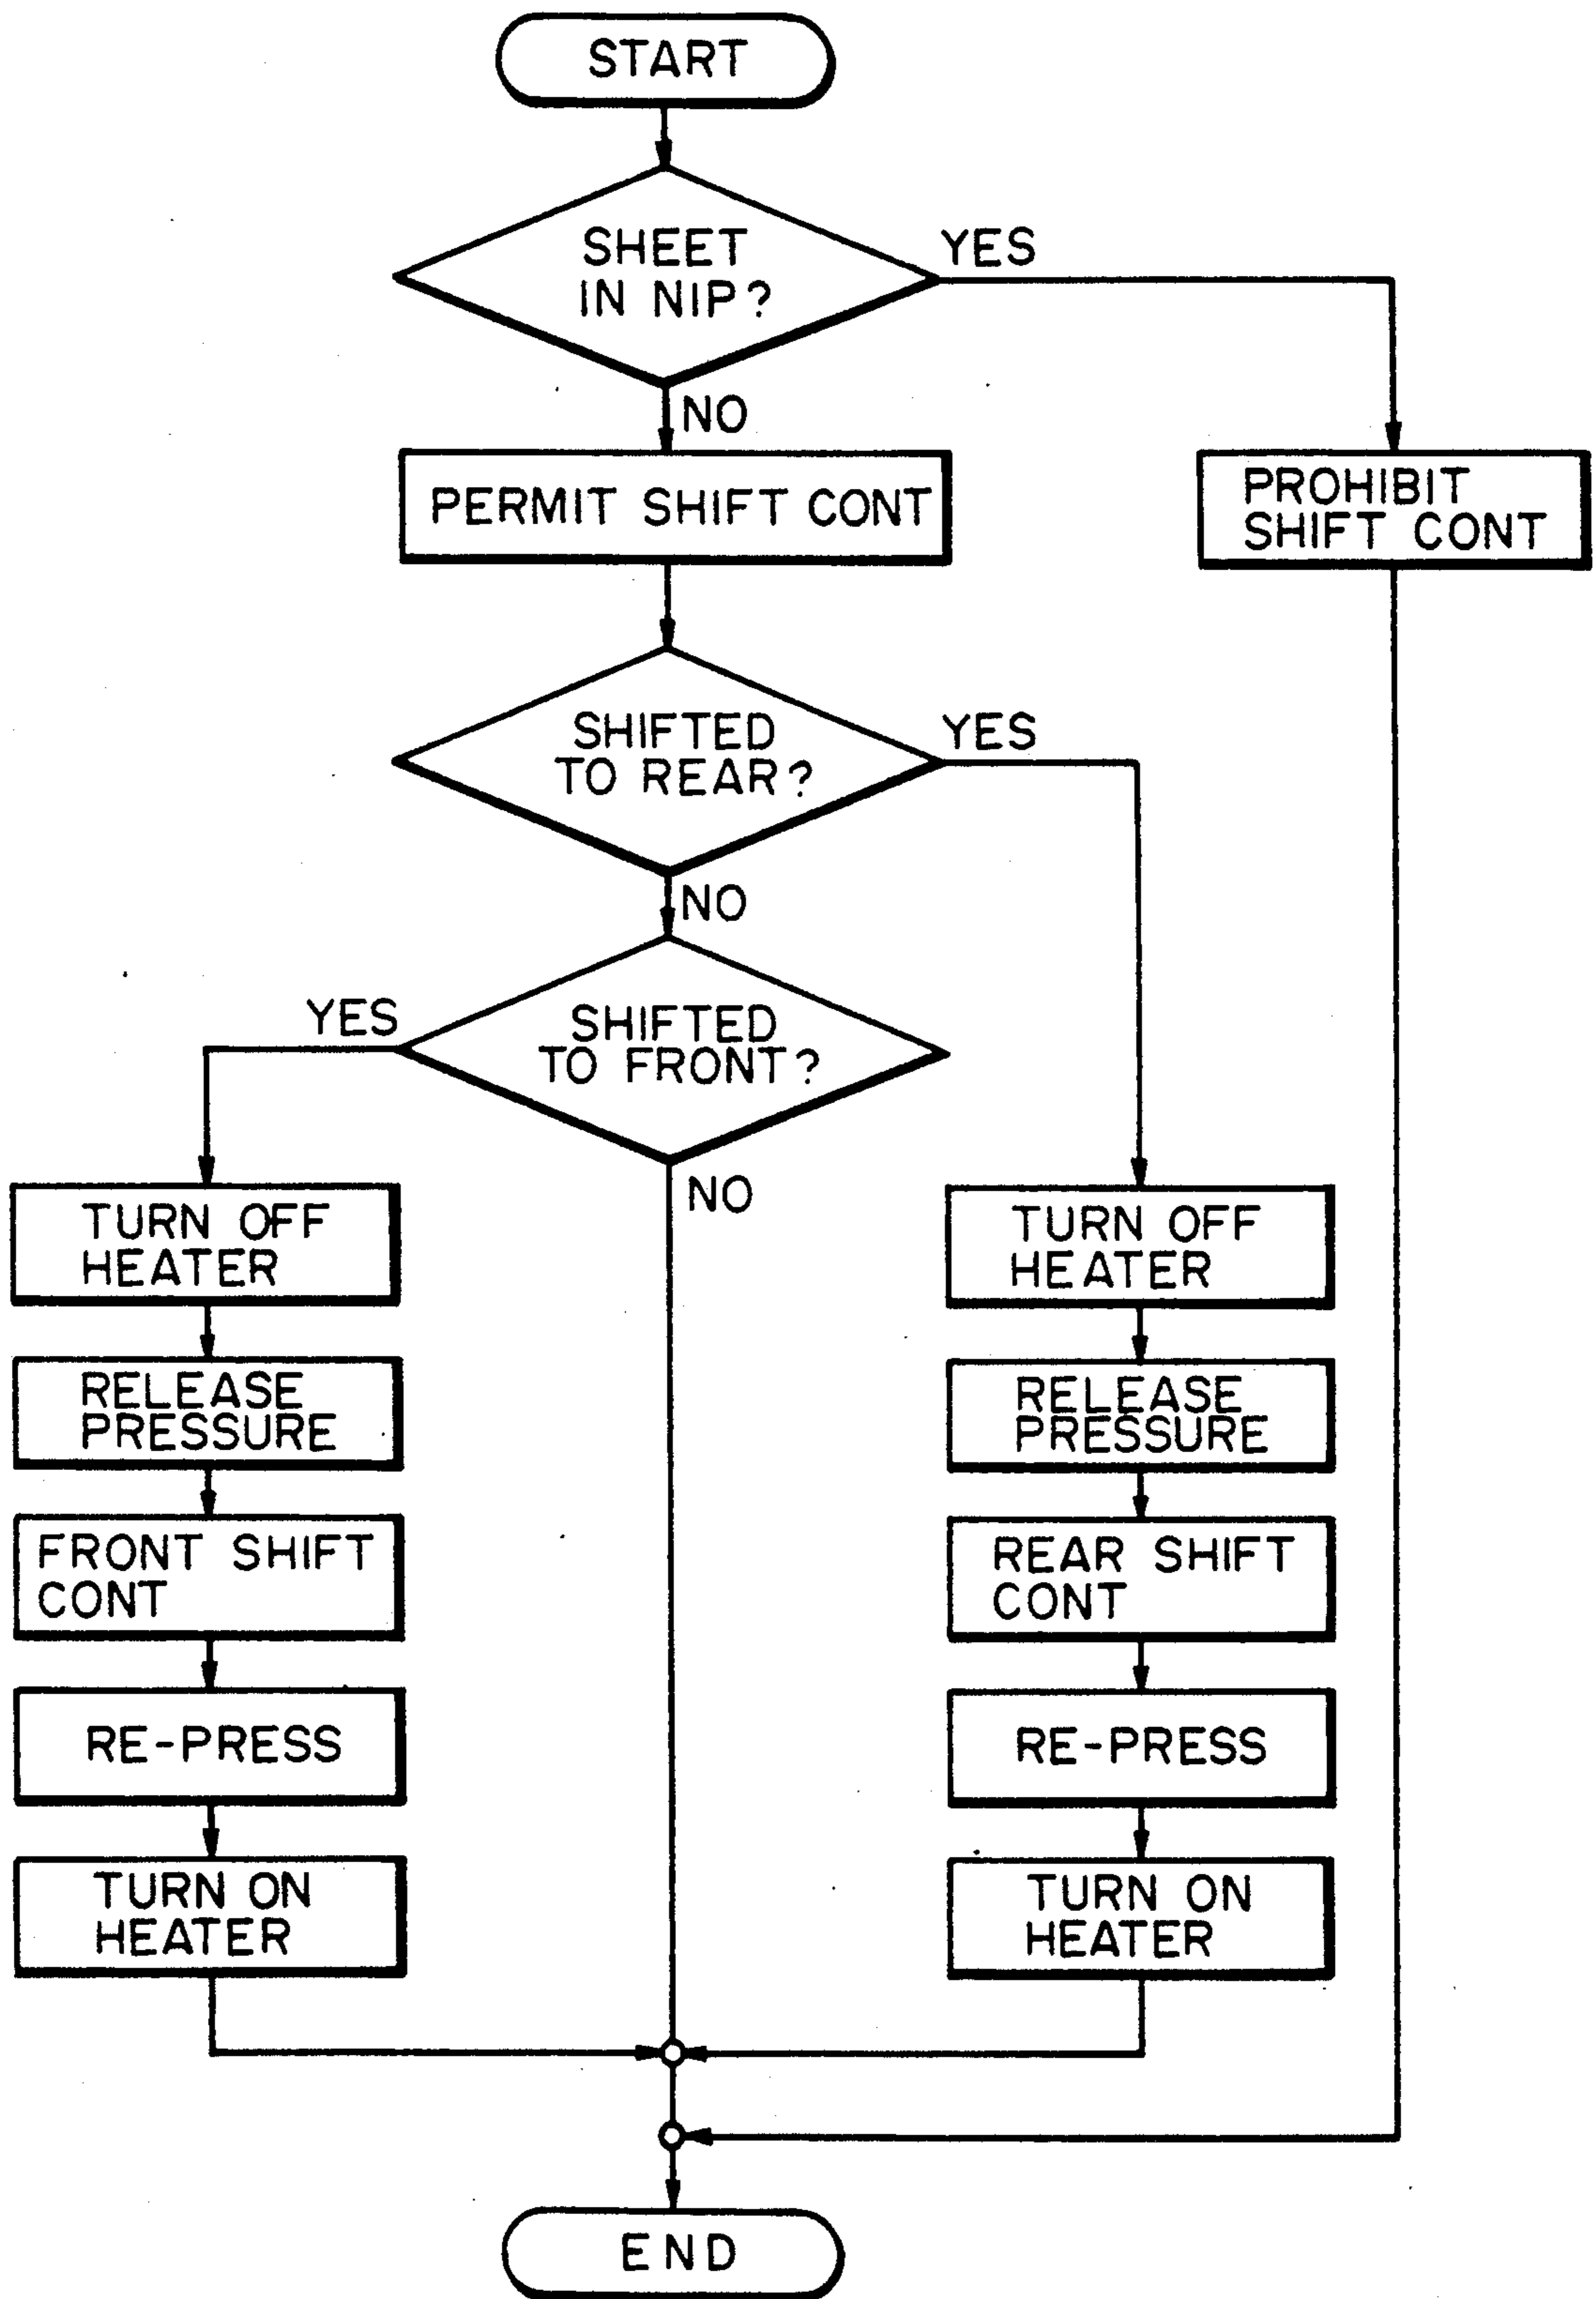 START
SHEET
IN NIP?
YES
NO
PERMIT SHIFT CONT
PROHIBIT
SHIFT CONT
SHIFTED
TO REAR?
YES
NO
SHIFTED
TO FRONT?
YES
NO
TURN OFF
HEATER
RELEASE
PRESSURE
FRONT SHIFT
CONT
RE-PRESS
TURN ON
HEATER
TURN OFF
HEATER
RELEASE
PRESSURE
REAR SHIFT
CONT
RE-PRESS
TURN ON
HEATER
END